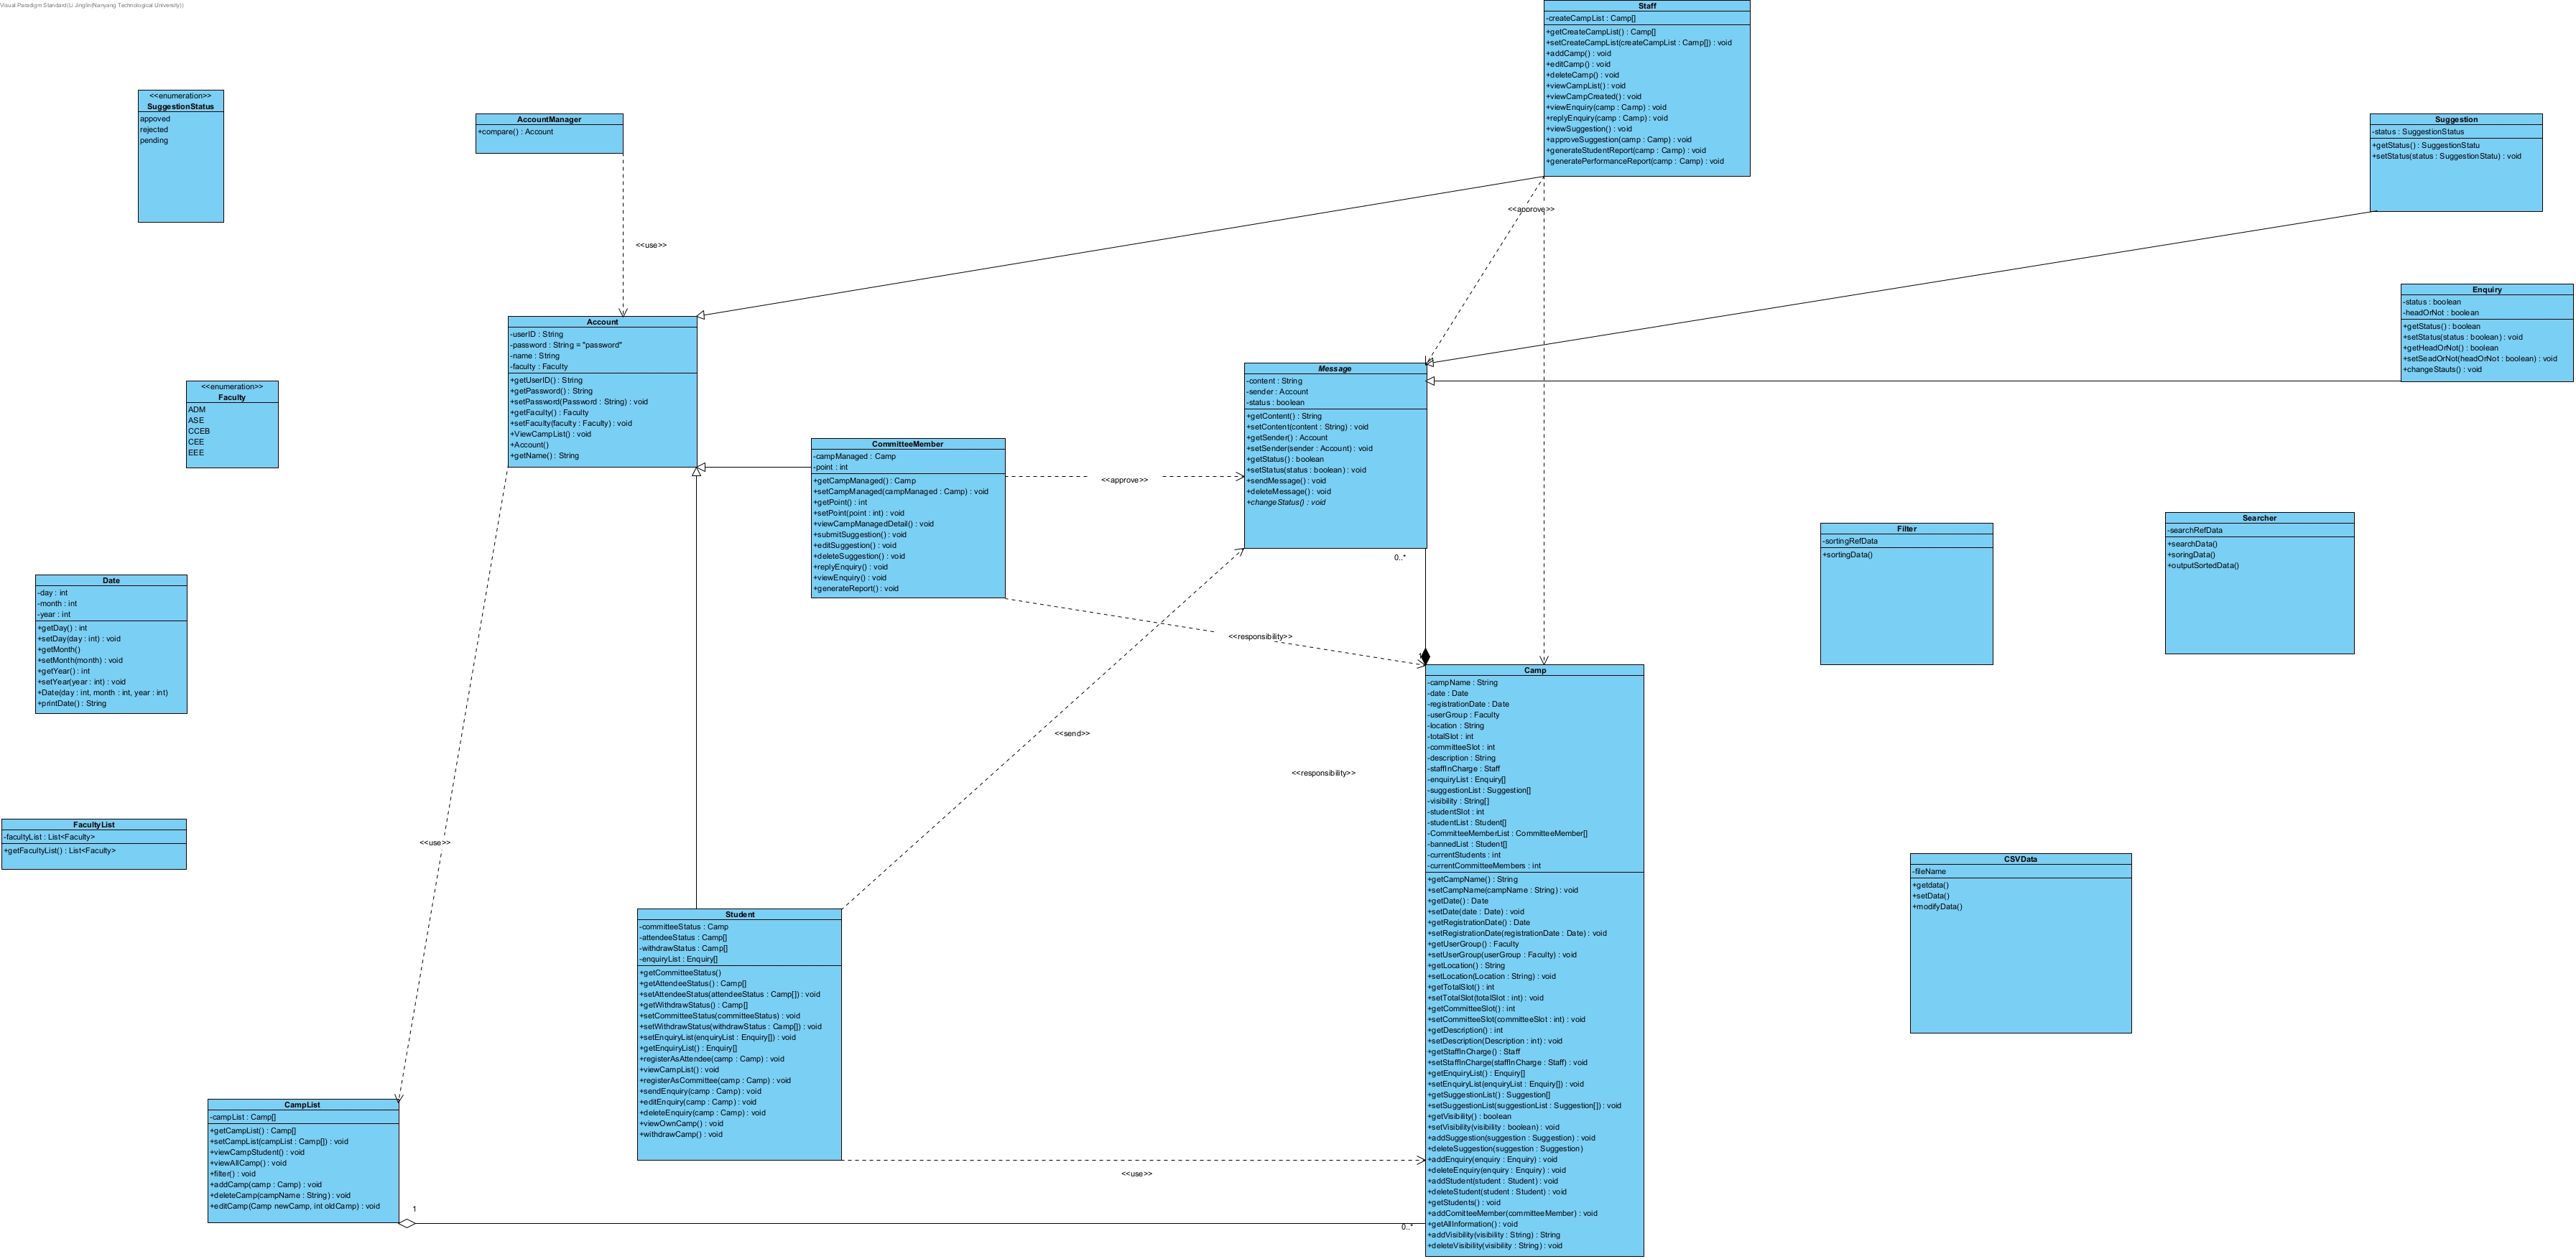 Visual Paradigm Standard(Li Jinglin(Nanyang Technological University))
Staff
-createCampList : Camp[]
+getCreateCampList() : Camp[]
+setCreateCampList(createCampList : Camp[]) : void
+addCamp() : void
+editCamp() : void
+deleteCamp() : void
+viewCampList() : void
+viewCampCreated() : void
+viewEnquiry(camp : Camp) : void
+replyEnquiry(camp : Camp) : void
+viewSuggestion() : void
+approveSuggestion(camp : Camp) : void
+generateStudentReport(camp : Camp) : void
+generatePerformanceReport(camp : Camp) : void
<<enumeration>>
SuggestionStatus
appoved
rejected
pending
AccountManager
+compare() : Account
Suggestion
-status : SuggestionStatus
+getStatus() : SuggestionStatu
+setStatus(status : SuggestionStatu) : void
<<approve>>
<<use>>
Enquiry
-status : boolean
-headOrNot : boolean
+getStatus() : boolean
+setStatus(status : boolean) : void
+getHeadOrNot() : boolean
+setSeadOrNot(headOrNot : boolean) : void
+changeStauts() : void
Account
-userID : String
-password : String = "password"
-name : String
-faculty : Faculty
+getUserID() : String
+getPassword() : String
+setPassword(Password : String) : void
+getFaculty() : Faculty
+setFaculty(faculty : Faculty) : void
+ViewCampList() : void
+Account()
+getName() : String
Message
-content : String
-sender : Account
-status : boolean
+getContent() : String
+setContent(content : String) : void
+getSender() : Account
+setSender(sender : Account) : void
+getStatus() : boolean
+setStatus(status : boolean) : void
+sendMessage() : void
+deleteMessage() : void
+changeStatus() : void
<<enumeration>>
Faculty
ADM
ASE
CCEB
CEE
EEE
CommitteeMember
-campManaged : Camp
-point : int
+getCampManaged() : Camp
+setCampManaged(campManaged : Camp) : void
+getPoint() : int
+setPoint(point : int) : void
+viewCampManagedDetail() : void
+submitSuggestion() : void
+editSuggestion() : void
+deleteSuggestion() : void
+replyEnquiry() : void
+viewEnquiry() : void
+generateReport() : void
<<approve>>
Filter
-sortingRefData
+sortingData()
Searcher
-searchRefData
+searchData()
+soringData()
+outputSortedData()
0..*
Date
-day : int
-month : int
-year : int
+getDay() : int
+setDay(day : int) : void
+getMonth()
+setMonth(month) : void
+getYear() : int
+setYear(year : int) : void
+Date(day : int, month : int, year : int)
+printDate() : String
<<responsibility>>
1
Camp
-campName : String
-date : Date
-registrationDate : Date
-userGroup : Faculty
-location : String
-totalSlot : int
-committeeSlot : int
-description : String
-staffInCharge : Staff
-enquiryList : Enquiry[]
-suggestionList : Suggestion[]
-visibility : String[]
-studentSlot : int
-studentList : Student[]
-CommitteeMemberList : CommitteeMember[]
-bannedList : Student[]
-currentStudents : int
-currentCommitteeMembers : int
+getCampName() : String
+setCampName(campName : String) : void
+getDate() : Date
+setDate(date : Date) : void
+getRegistrationDate() : Date
+setRegistrationDate(registrationDate : Date) : void
+getUserGroup() : Faculty
+setUserGroup(userGroup : Faculty) : void
+getLocation() : String
+setLocation(Location : String) : void
+getTotalSlot() : int
+setTotalSlot(totalSlot : int) : void
+getCommitteeSlot() : int
+setCommitteeSlot(committeeSlot : int) : void
+getDescription() : int
+setDescription(Description : int) : void
+getStaffInCharge() : Staff
+setStaffInCharge(staffInCharge : Staff) : void
+getEnquiryList() : Enquiry[]
+setEnquiryList(enquiryList : Enquiry[]) : void
+getSuggestionList() : Suggestion[]
+setSuggestionList(suggestionList : Suggestion[]) : void
+getVisibility() : boolean
+setVisibility(visibility : boolean) : void
+addSuggestion(suggestion : Suggestion) : void
+deleteSuggestion(suggestion : Suggestion)
+addEnquiry(enquiry : Enquiry) : void
+deleteEnquiry(enquiry : Enquiry) : void
+addStudent(student : Student) : void
+deleteStudent(student : Student) : void
+getStudents() : void
+addComitteeMember(committeeMember) : void
+getAllInformation() : void
+addVisibility(visibility : String) : String
+deleteVisibility(visibility : String) : void
<<send>>
<<responsibility>>
FacultyList
-facultyList : List<Faculty>
+getFacultyList() : List<Faculty>
<<use>>
CSVData
-fileName
+getdata()
+setData()
+modifyData()
Student
-committeeStatus : Camp
-attendeeStatus : Camp[]
-withdrawStatus : Camp[]
-enquiryList : Enquiry[]
+getCommitteeStatus()
+getAttendeeStatus() : Camp[]
+setAttendeeStatus(attendeeStatus : Camp[]) : void
+getWithdrawStatus() : Camp[]
+setCommitteeStatus(committeeStatus) : void
+setWithdrawStatus(withdrawStatus : Camp[]) : void
+setEnquiryList(enquiryList : Enquiry[]) : void
+getEnquiryList() : Enquiry[]
+registerAsAttendee(camp : Camp) : void
+viewCampList() : void
+registerAsCommittee(camp : Camp) : void
+sendEnquiry(camp : Camp) : void
+editEnquiry(camp : Camp) : void
+deleteEnquiry(camp : Camp) : void
+viewOwnCamp() : void
+withdrawCamp() : void
CampList
-campList : Camp[]
+getCampList() : Camp[]
+setCampList(campList : Camp[]) : void
+viewCampStudent() : void
+viewAllCamp() : void
+filter() : void
+addCamp(camp : Camp) : void
+deleteCamp(campName : String) : void
+editCamp(Camp newCamp, int oldCamp) : void
<<use>>
1
0..*